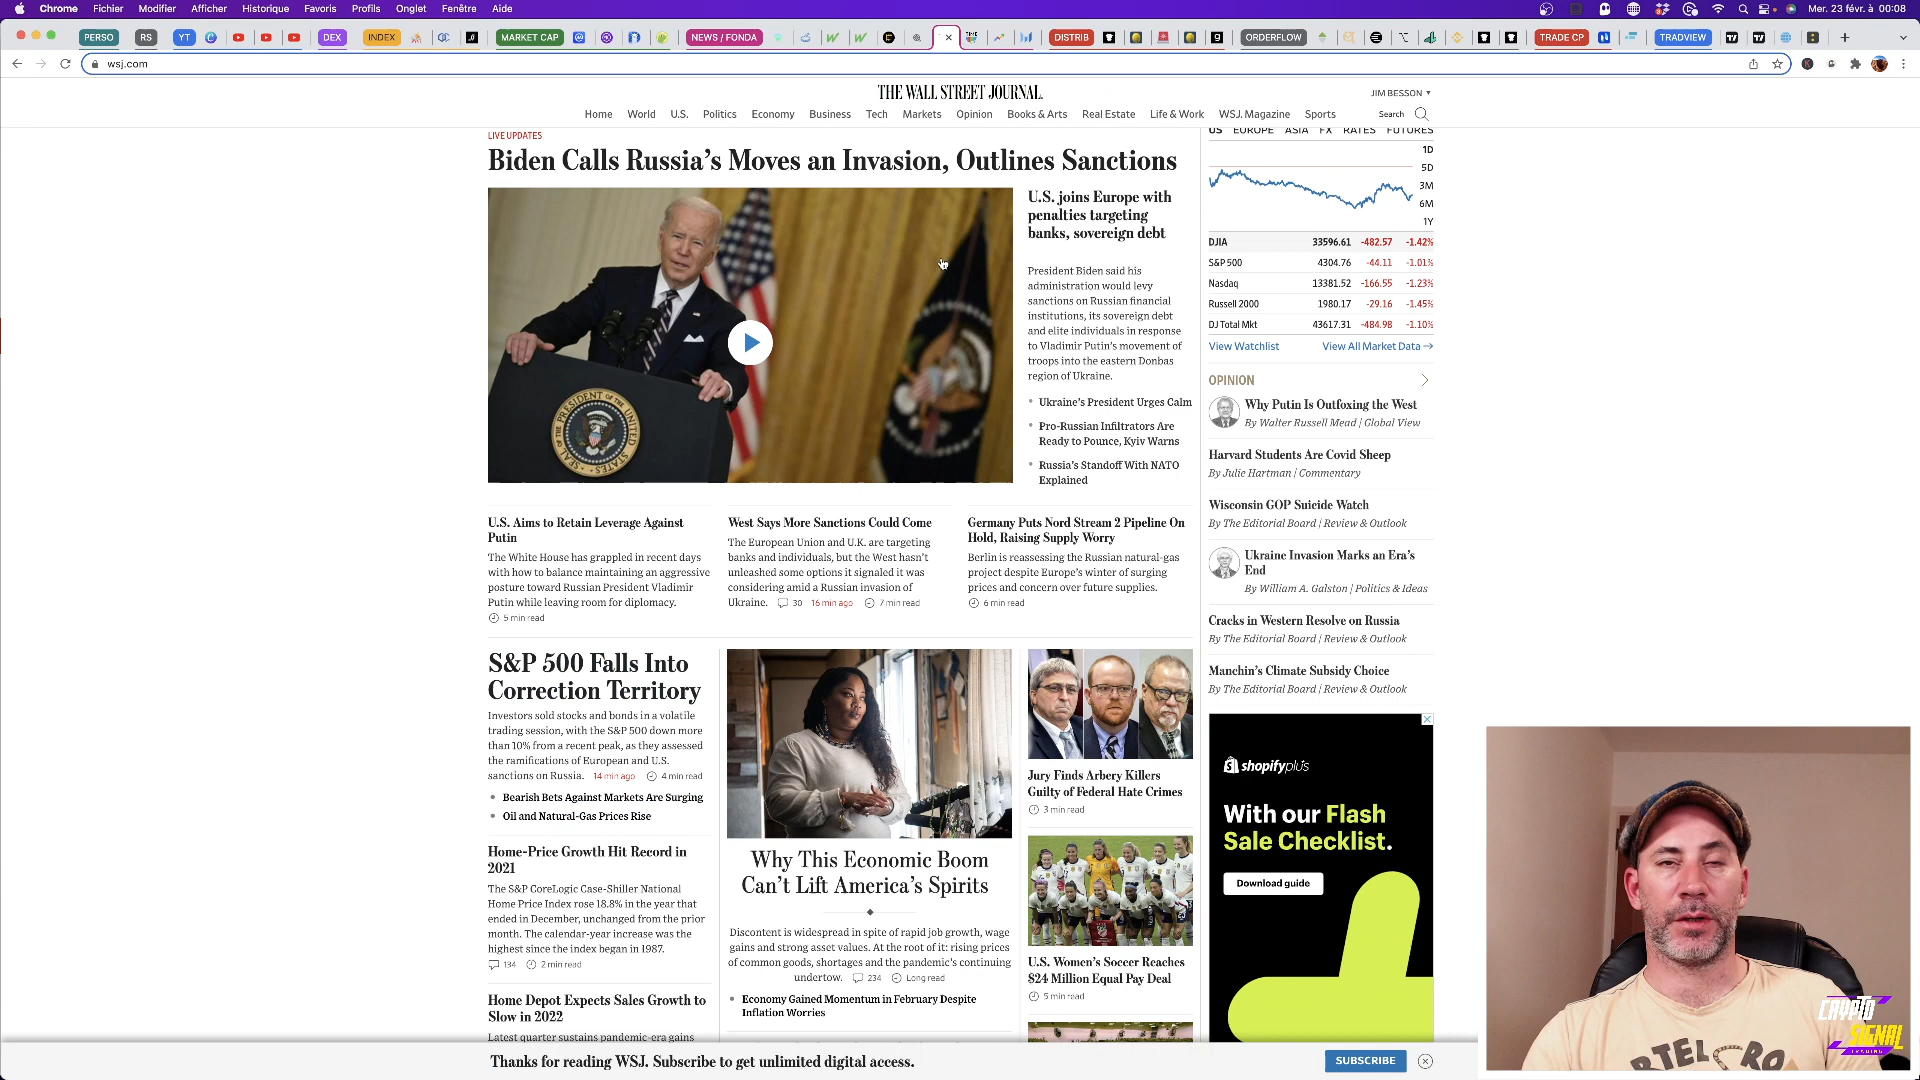 Chrome Fichier Modifier Afficher Historique Favoris Profils Onglet Fenêtre Aide Mer. 23 févr. à 00:08
PERSO RS YT DEX INDEX MARKET CAP NEWS / FONDA DISTRIB ORDERFLOW TRADE CP TRADVIEW
wsj.com
THE WALL STREET JOURNAL.
JIM BESSON
Home World U.S. Politics Economy Business Tech Markets Opinion Books & Arts Real Estate Life & Work WSJ. Magazine Sports
Search
LIVE UPDATES
Biden Calls Russia's Moves an Invasion, Outlines Sanctions
U.S. joins Europe with
penalties targeting
banks, sovereign debt
President Biden said his
administration would levy
sanctions on Russian financial
institutions, its sovereign debt
and elite individuals in response
to Vladimir Putin's movement of
troops into the eastern Donbas
region of Ukraine.
Ukraine's President Urges Calm
Pro-Russian Infiltrators Are
Ready to Pounce, Kyiv Warns
Russia's Standoff With NATO
Explained
U.S. Aims to Retain Leverage Against
Putin
The White House has grappled in recent days
with how to balance maintaining an aggressive
posture toward Russian President Vladimir
Putin while leaving room for diplomacy.
5 min read
West Says More Sanctions Could Come
The European Union and U.K. are targeting
banks and individuals, but the West hasn't
unleashed some options it signaled it was
considering amid a Russian invasion of
Ukraine. 30 16 min ago 7 min read
Germany Puts Nord Stream 2 Pipeline On
Hold, Raising Supply Worry
Berlin is reassessing the Russian natural-gas
project despite Europe's winter of surging
prices and concern over future supplies.
6 min read
S&P 500 Falls Into
Correction Territory
Investors sold stocks and bonds in a volatile
trading session, with the S&P 500 down more
than 10% from a recent peak, as they assessed
the ramifications of European and U.S.
sanctions on Russia. 14 min ago 4 min read
Bearish Bets Against Markets Are Surging
Oil and Natural-Gas Prices Rise
Home-Price Growth Hit Record in
2021
The S&P CoreLogic Case-Shiller National
Home Price Index rose 18.8% in the year that
ended in December, unchanged from the prior
month. The calendar-year increase was the
highest since the index began in 1987.
134 2 min read
Home Depot Expects Sales Growth to
Slow in 2022
Latest quarter sustains pandemic-era gains
Why This Economic Boom
Can't Lift America's Spirits
Discontent is widespread in spite of rapid job growth, wage
gains and strong asset values. At the root of it: rising prices
of common goods, shortages and the pandemic's continuing
undertow. 234 Long read
Economy Gained Momentum in February Despite
Inflation Worries
Jury Finds Arbery Killers
Guilty of Federal Hate Crimes
3 min read
U.S. Women's Soccer Reaches
$24 Million Equal Pay Deal
5 min read
US EUROPE ASIA FX RATES FUTURES
1D
5D
3M
6M
1Y
DJIA 33596.61 -482.57 -1.42%
S&P 500 4304.76 -44.11 -1.01%
Nasdaq 13381.52 -166.55 -1.23%
Russell 2000 1980.17 -29.16 -1.45%
DJ Total Mkt 43617.31 -484.98 -1.10%
View Watchlist View All Market Data
OPINION
Why Putin Is Outfoxing the West
By Walter Russell Mead | Global View
Harvard Students Are Covid Sheep
By Julie Hartman | Commentary
Wisconsin GOP Suicide Watch
By The Editorial Board | Review & Outlook
Ukraine Invasion Marks an Era's
End
By William A. Galston | Politics & Ideas
Cracks in Western Resolve on Russia
By The Editorial Board | Review & Outlook
Manchin's Climate Subsidy Choice
By The Editorial Board | Review & Outlook
shopifyplus
With our Flash
Sale Checklist.
Download guide
Thanks for reading WSJ. Subscribe to get unlimited digital access.
SUBSCRIBE
SEAL OF THE PRESIDENT OF THE UNITED STATES
CRYPTO
SIGNAL
TRADING